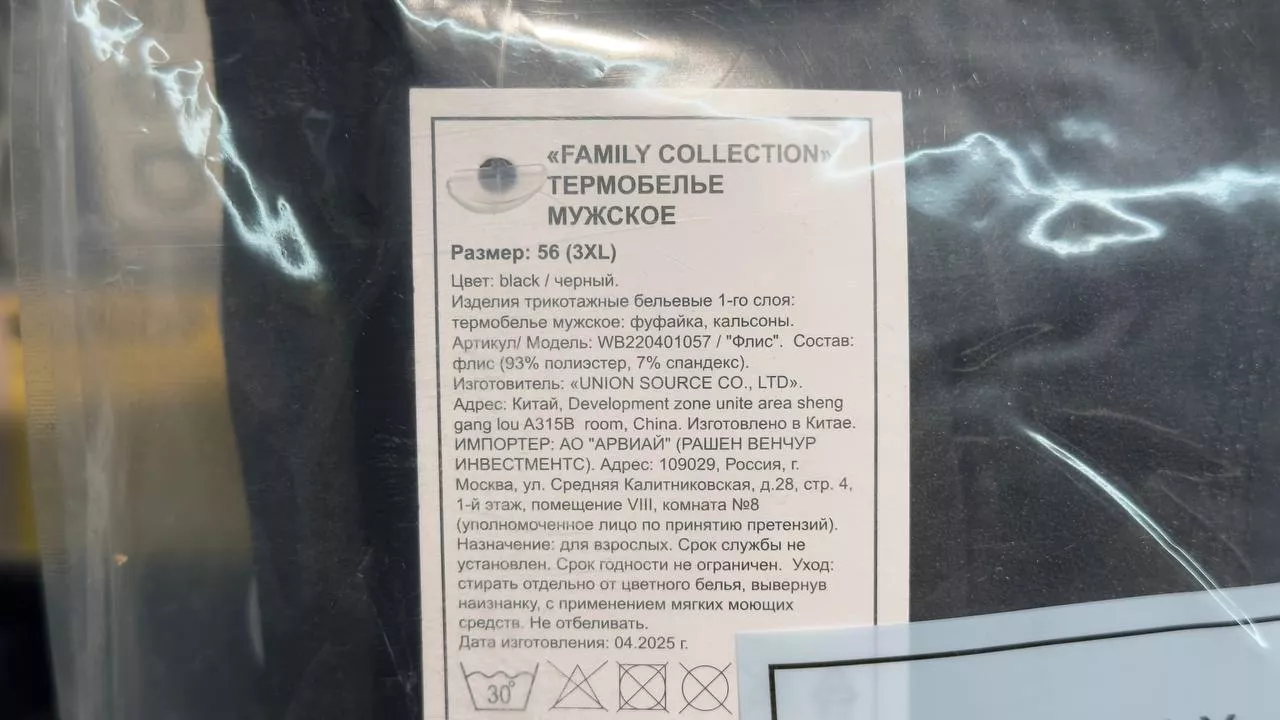 «FAMILY COLLECTION»
ТЕРМОБЕЛЬЕ
МУЖСКОЕ
Размер: 56 (3XL)
Цвет: black / черный.
Изделия трикотажные бельевые 1-го слоя:
термобелье мужское: фуфайка, кальсоны.
Артикул/ Модель: WB220401057 / "Флис". Состав:
флис (93% полиэстер, 7% спандекс).
Изготовитель: «UNION SOURCE CO., LTD».
Адрес: Китай, Development zone unite area sheng
gang lou A315B room, China. Изготовлено в Китае.
ИМПОРТЕР: АО "АРВИАЙ" (РАШЕН ВЕНЧУР
ИНВЕСТМЕНТС). Адрес: 109029, Россия, г.
Москва, ул. Средняя Калитниковская, д.28, стр. 4,
1-й этаж, помещение VIII, комната №8
(уполномоченное лицо по принятию претензий).
Назначение: для взрослых. Срок службы не
установлен. Срок годности не ограничен. Уход:
стирать отдельно от цветного белья, вывернув
наизнанку, с применением мягких моющих
средств. Не отбеливать.
Дата изготовления: 04.2025 г.
30°